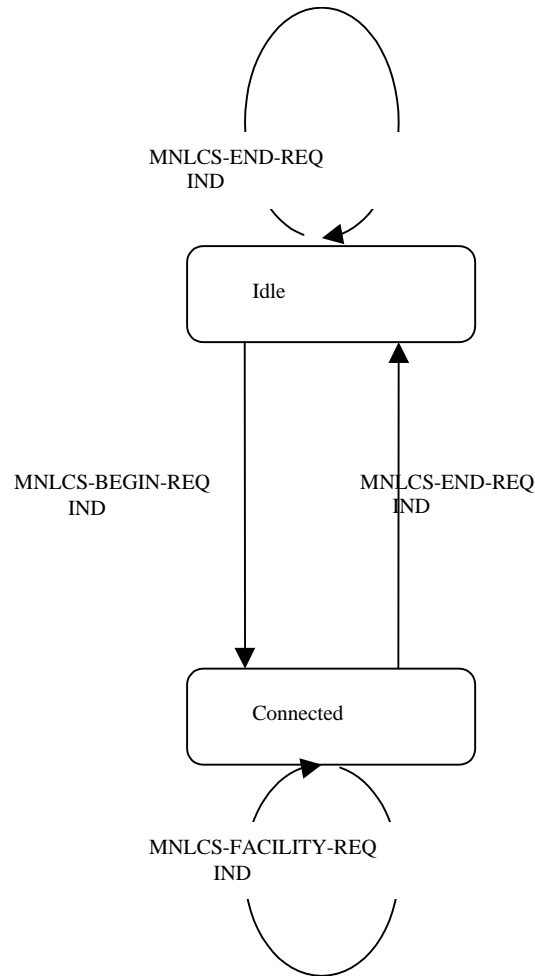 MNLCS-END-REQ
IND
Idle
MNLCS-BEGIN-REQ
IND
MNLCS-END-REQ
IND
Connected
MNLCS-FACILITY-REQ
IND